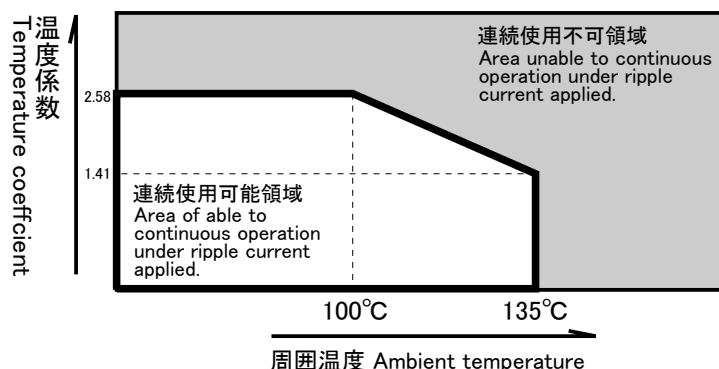 温度係数
Temperature coeffcient
連続使用不可領域
Area unable to continuous
operation under ripple
current applied.
2.58
1.41
連続使用可能領域
Area of able to
continuous operation
under ripple current
applied.
100℃
135℃
周囲温度 Ambient temperature